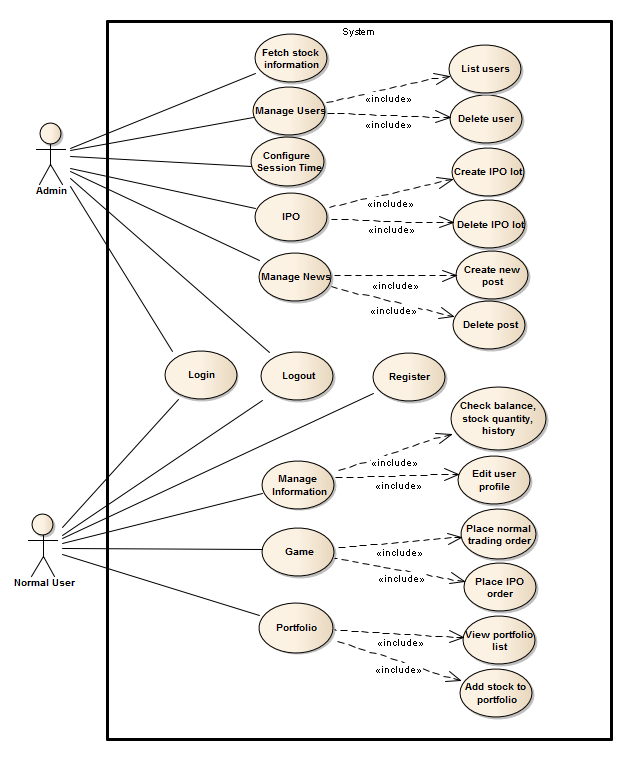 System
Fetch stock
information
List users
Manage Users
«include»
Delete user
«include»
Configure
Session Time
Create IPO lot
Admin
«include»
IPO
Delete IPO lot
«include»
Manage News
Create new
post
«include»
«include»
Delete post
Login
Logout
Register
Check balance,
stock quantity,
history
«include»
Manage
Information
Edit user
profile
«include»
Place normal
trading order
Game
«include»
Normal User
«include»
Place IPO
order
Portfolio
View portfolio
list
«include»
«include»
Add stock to
portfolio